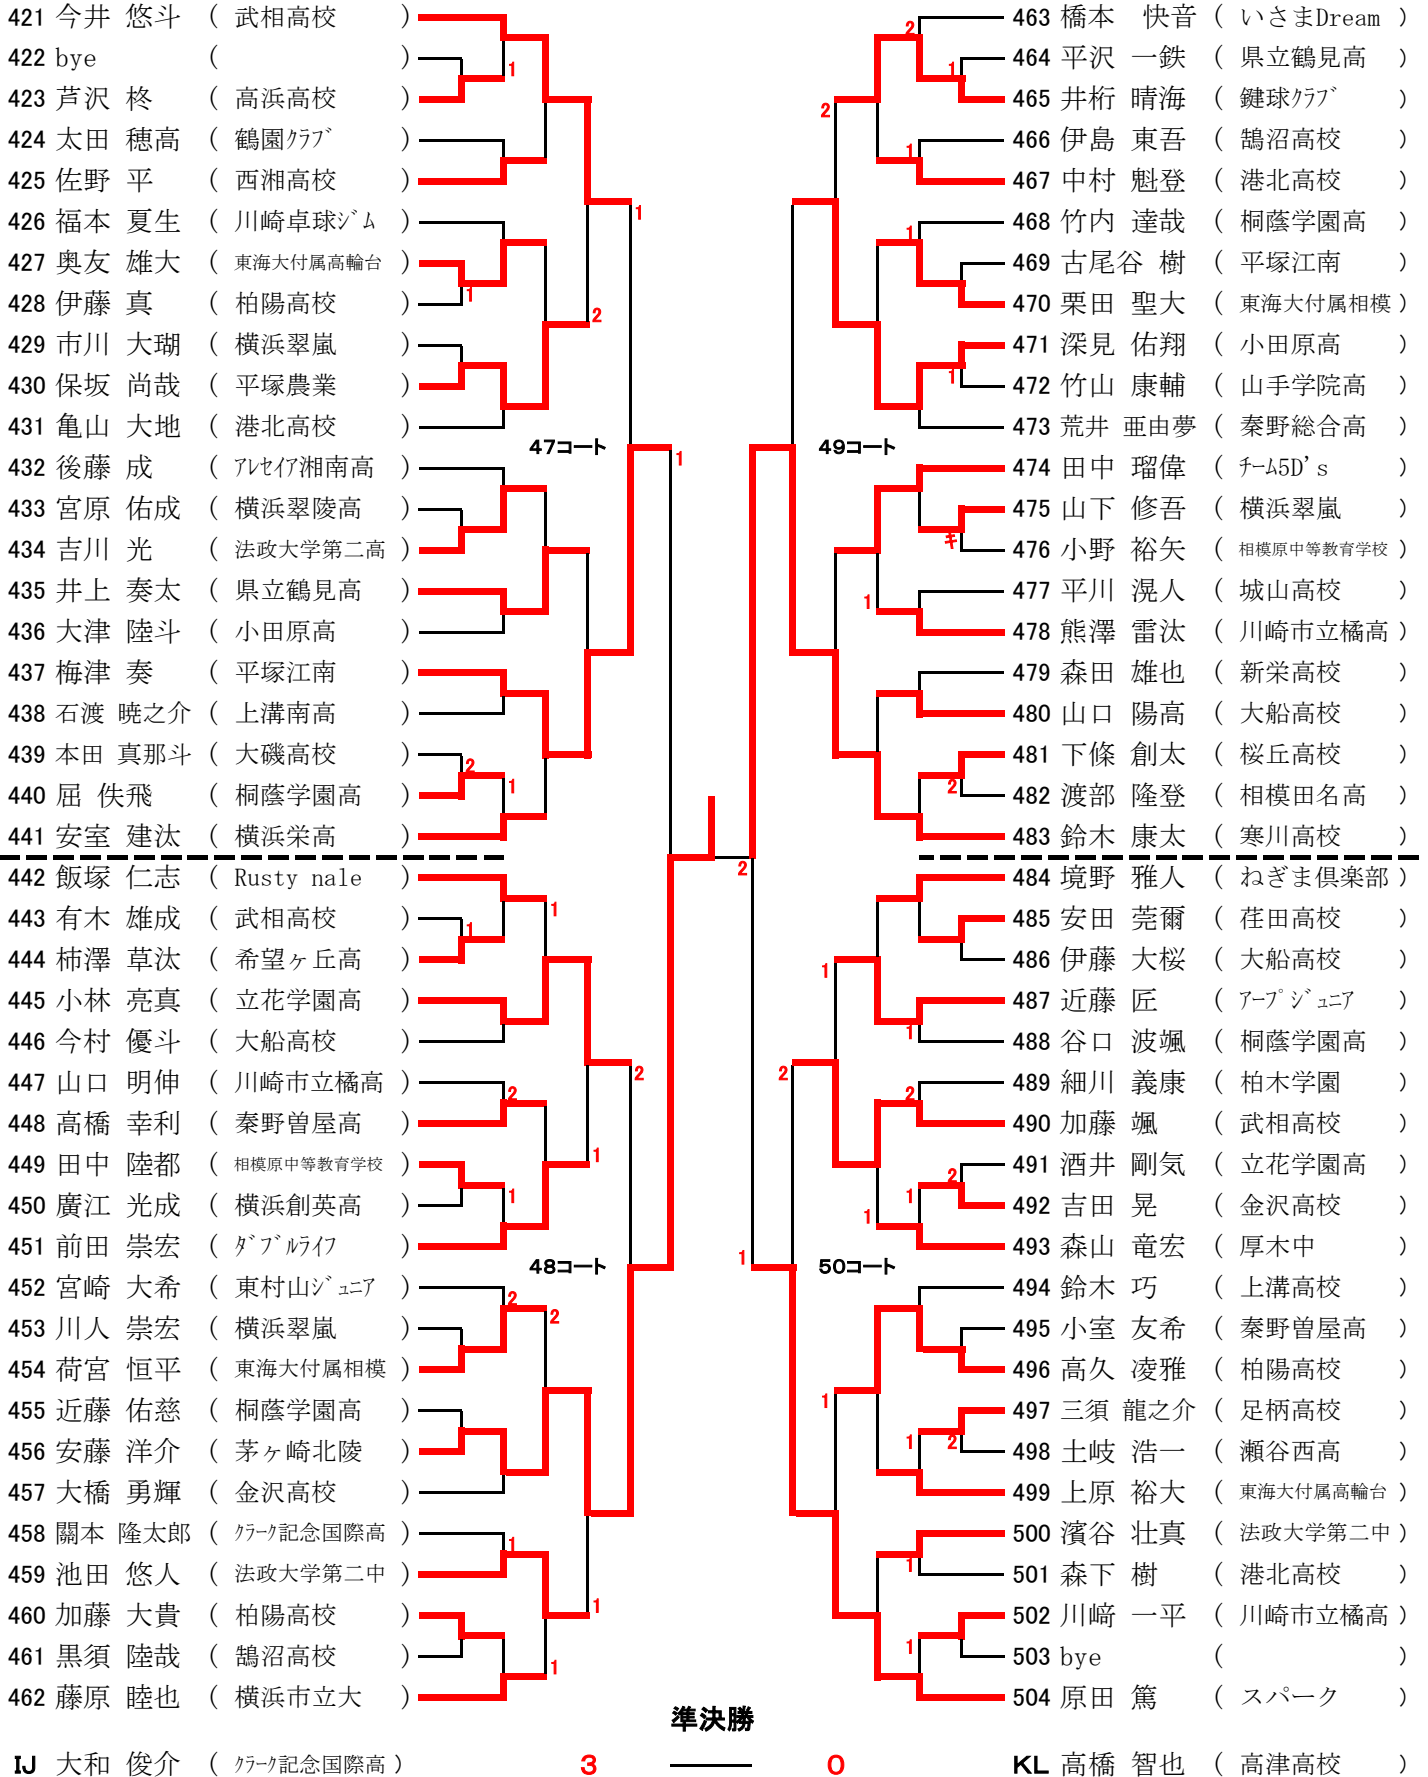 421 今井 悠斗 ( 武相高校 )
422 bye ( )
1
423 芦沢 柊 ( 高浜高校 )
424 太田 穂高 ( 鶴園クラブ )
425 佐野 平 ( 西湘高校 )
1
426 福本 夏生 ( 川崎卓球ジム )
427 奥友 雄大 ( 東海大付属高輪台 )
1
428 伊藤 真 ( 柏陽高校 )
2
429 市川 大瑚 ( 横浜翠嵐 )
430 保坂 尚哉 ( 平塚農業 )
431 亀山 大地 ( 港北高校 )
47コート
1
432 後藤 成 ( アレセイア湘南高 )
433 宮原 佑成 ( 横浜翠陵高 )
434 吉川 光 ( 法政大学第二高 )
435 井上 奏太 ( 県立鶴見高 )
436 大津 陸斗 ( 小田原高 )
437 梅津 奏 ( 平塚江南 )
438 石渡 暁之介 ( 上溝南高 )
439 本田 真那斗 ( 大磯高校 )
2
1
440 屈 佚飛 ( 桐蔭学園高 )
441 安室 建汰 ( 横浜栄高 )
442 飯塚 仁志 ( Rusty nale )
1
443 有木 雄成 ( 武相高校 )
1
444 柿澤 草汰 ( 希望ヶ丘高 )
445 小林 亮真 ( 立花学園高 )
446 今村 優斗 ( 大船高校 )
2
447 山口 明伸 ( 川崎市立橘高 )
2
448 高橋 幸利 ( 秦野曽屋高 )
1
449 田中 陸都 ( 相模原中等教育学校 )
1
450 廣江 光成 ( 横浜創英高 )
451 前田 崇宏 ( ダブルライフ )
48コート
452 宮崎 大希 ( 東村山ジュニア )
2
2
453 川人 崇宏 ( 横浜翠嵐 )
454 荷宮 恒平 ( 東海大付属相模 )
455 近藤 佑慈 ( 桐蔭学園高 )
456 安藤 洋介 ( 茅ヶ崎北陵 )
457 大橋 勇輝 ( 金沢高校 )
458 關本 隆太郎 ( クラーク記念国際高 )
1
459 池田 悠人 ( 法政大学第二中 )
1
460 加藤 大貴 ( 柏陽高校 )
461 黒須 陸哉 ( 鵠沼高校 )
1
462 藤原 睦也 ( 横浜市立大 )
463 橋本 快音 ( いさまDream )
2
464 平沢 一鉄 ( 県立鶴見高 )
1
465 井桁 晴海 ( 鍵球クラブ )
2
466 伊島 東吾 ( 鵠沼高校 )
1
467 中村 魁登 ( 港北高校 )
468 竹内 達哉 ( 桐蔭学園高 )
1
469 古尾谷 樹 ( 平塚江南 )
470 栗田 聖大 ( 東海大付属相模 )
471 深見 佑翔 ( 小田原高 )
1
472 竹山 康輔 ( 山手学院高 )
473 荒井 亜由夢 ( 秦野総合高 )
49コート
474 田中 瑠偉 ( チーム5D's )
475 山下 修吾 ( 横浜翠嵐 )
キ
476 小野 裕矢 ( 相模原中等教育学校 )
477 平川 滉人 ( 城山高校 )
1
478 熊澤 雷汰 ( 川崎市立橘高 )
479 森田 雄也 ( 新栄高校 )
480 山口 陽高 ( 大船高校 )
481 下條 創太 ( 桜丘高校 )
2
482 渡部 隆登 ( 相模田名高 )
483 鈴木 康太 ( 寒川高校 )
2
484 境野 雅人 ( ねぎま倶楽部 )
485 安田 莞爾 ( 荏田高校 )
486 伊藤 大桜 ( 大船高校 )
1
487 近藤 匠 ( アープジュニア )
1
488 谷口 波颯 ( 桐蔭学園高 )
2
489 細川 義康 ( 柏木学園 )
2
490 加藤 颯 ( 武相高校 )
491 酒井 剛気 ( 立花学園高 )
2
1
492 吉田 晃 ( 金沢高校 )
1
493 森山 竜宏 ( 厚木中 )
1
50コート
494 鈴木 巧 ( 上溝高校 )
495 小室 友希 ( 秦野曽屋高 )
496 高久 凌雅 ( 柏陽高校 )
1
497 三須 龍之介 ( 足柄高校 )
1
2
498 土岐 浩一 ( 瀬谷西高 )
499 上原 裕大 ( 東海大付属高輪台 )
500 濱谷 壮真 ( 法政大学第二中 )
1
501 森下 樹 ( 港北高校 )
502 川﨑 一平 ( 川崎市立橘高 )
1
503 bye ( )
504 原田 篤 ( スパーク )
準決勝
IJ 大和 俊介 ( クラーク記念国際高 ) 3 0 KL 高橋 智也 ( 高津高校 )